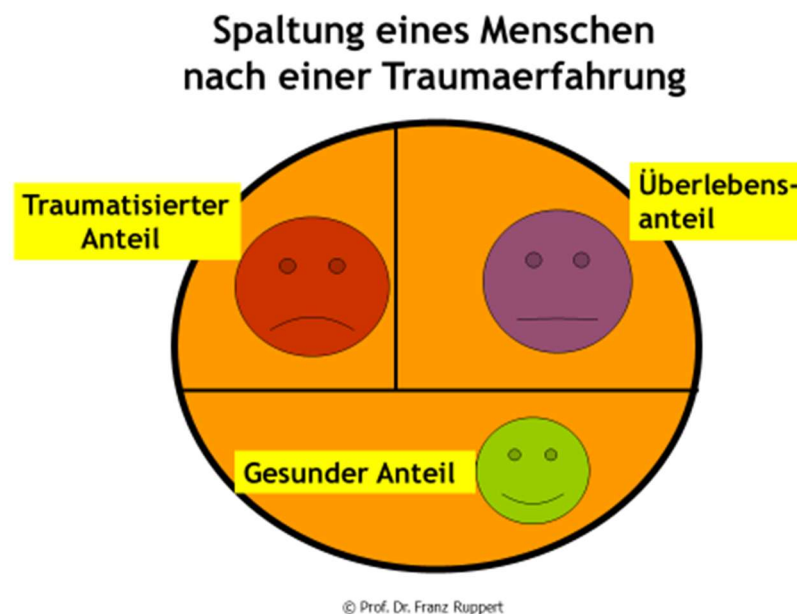 Spaltung eines Menschen
nach einer Traumaerfahrung
Traumatisierter
Anteil
Überlebens-
anteil
Gesunder Anteil
© Prof. Dr. Franz Ruppert